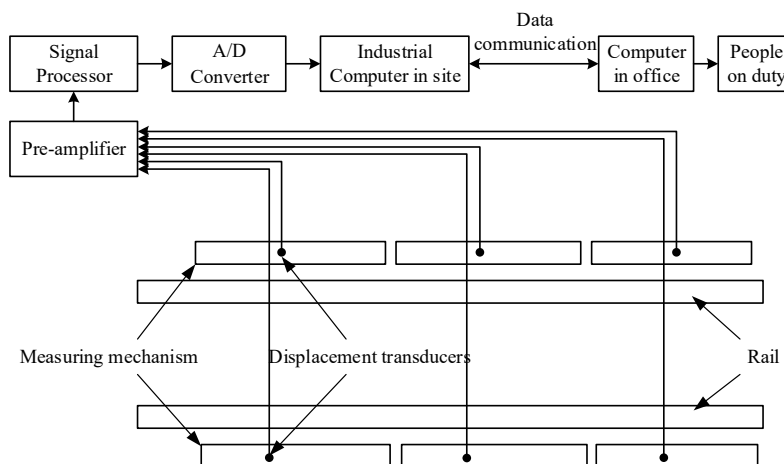 Data
communication
Signal
Processor
A/D
Converter
Industrial
Computer in site
Computer
in office
People
on duty
Pre-amplifier
Measuring mechanism
Displacement transducers
Rail